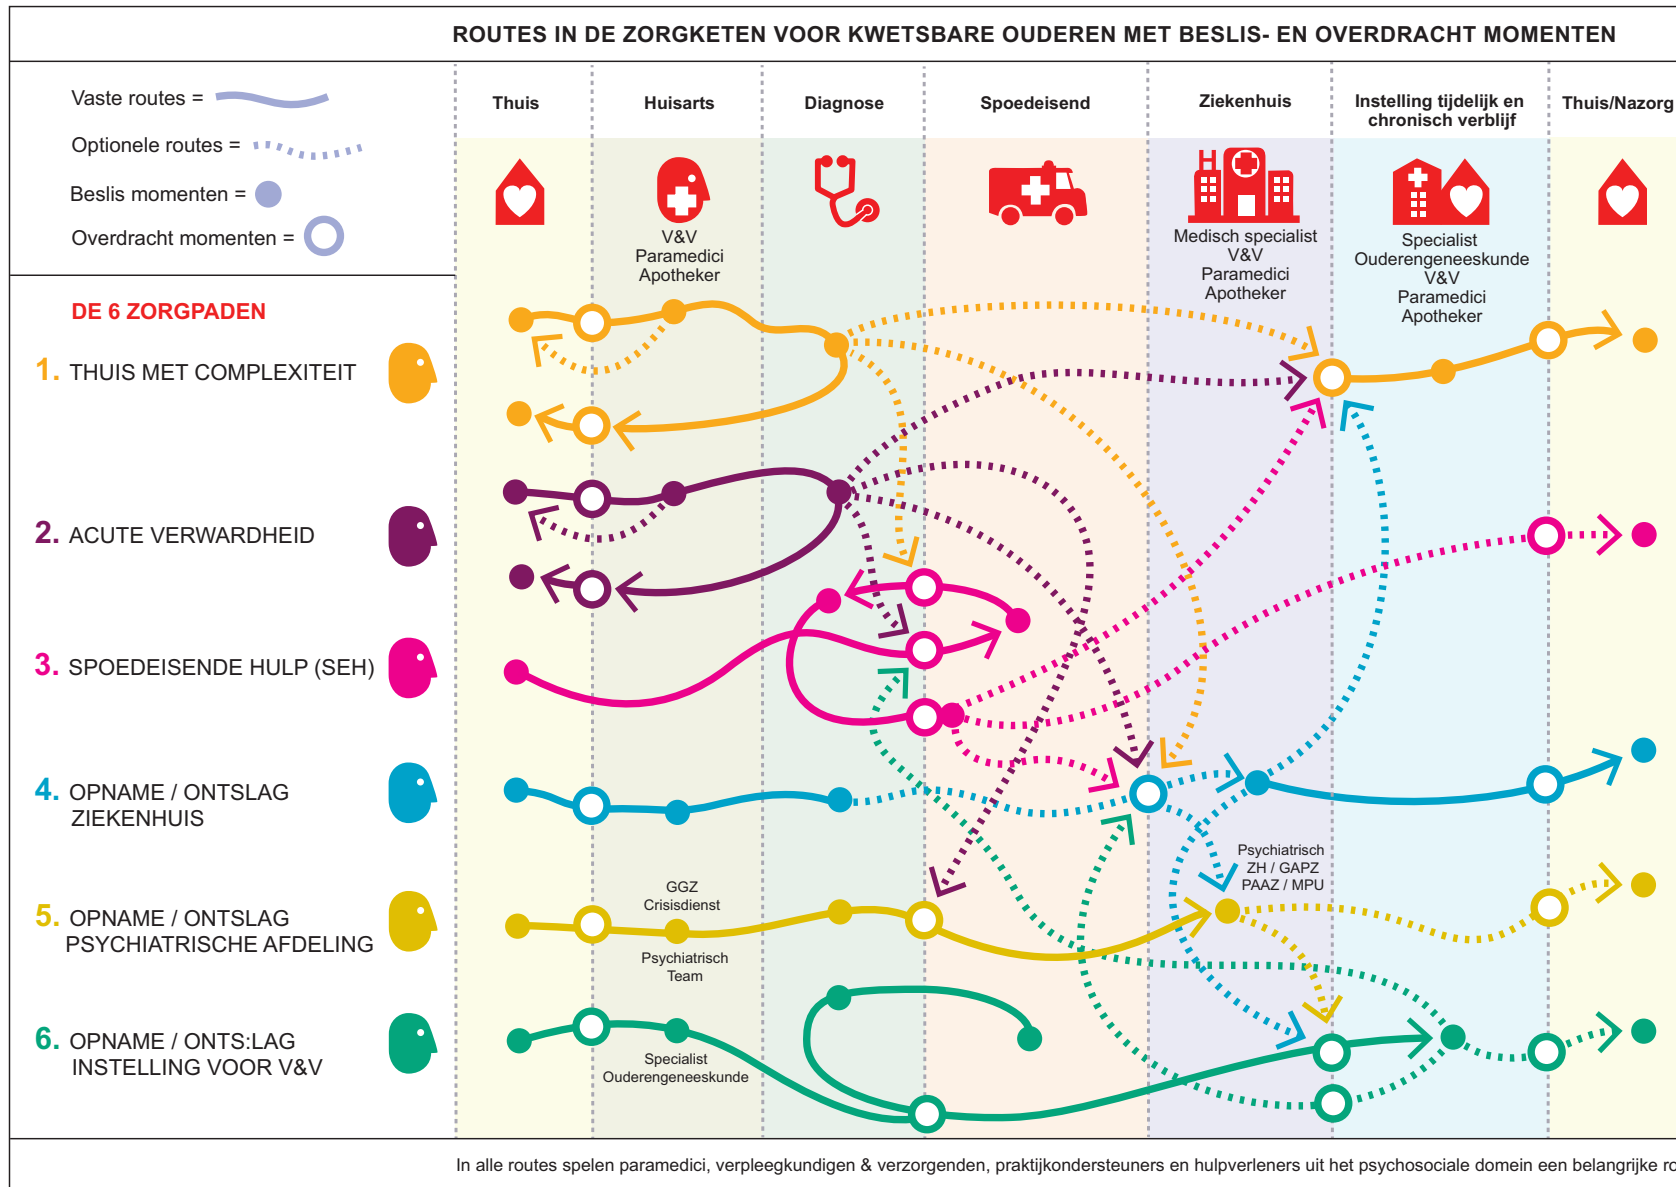 ROUTES IN DE ZORGKETEN VOOR KWETSBARE OUDEREN MET BESLIS- EN OVERDRACHT MOMENTEN
Vaste routes =
Optionele routes =
Beslis momenten =
Overdracht momenten =
Thuis
Huisarts
Diagnose
Spoedeisend
Ziekenhuis
Instelling tijdelijk en
chronisch verblijf
Thuis/Nazorg
V&V
Paramedici
Apotheker
Medisch specialist
V&V
Paramedici
Apotheker
Specialist
Ouderengeneeskunde
V&V
Paramedici
Apotheker
DE 6 ZORGPADEN
1. THUIS MET COMPLEXITEIT
2. ACUTE VERWARDHEID
3. SPOEDEISENDE HULP (SEH)
4. OPNAME / ONTSLAG
ZIEKENHUIS
Psychiatrisch
ZH / GAPZ
PAAZ / MPU
5. OPNAME / ONTSLAG
PSYCHIATRISCHE AFDELING
GGZ
Crisisdienst
Psychiatrisch
Team
6. OPNAME / ONTS:LAG
INSTELLING VOOR V&V
Specialist
Ouderengeneeskunde
In alle routes spelen paramedici, verpleegkundigen & verzorgenden, praktijkondersteuners en hulpverleners uit het psychosociale domein een belangrijke